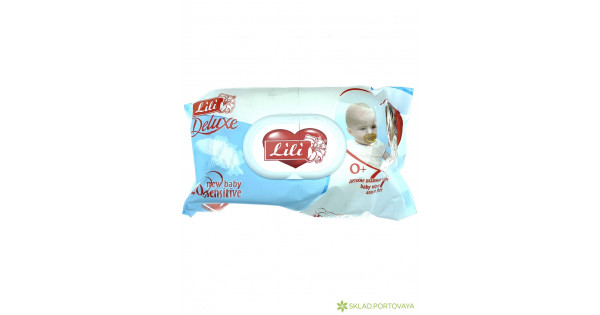 Lili
Deluxe
Lili
new baby
sensitive
0+
baby
SKLAD PORTOVAYA